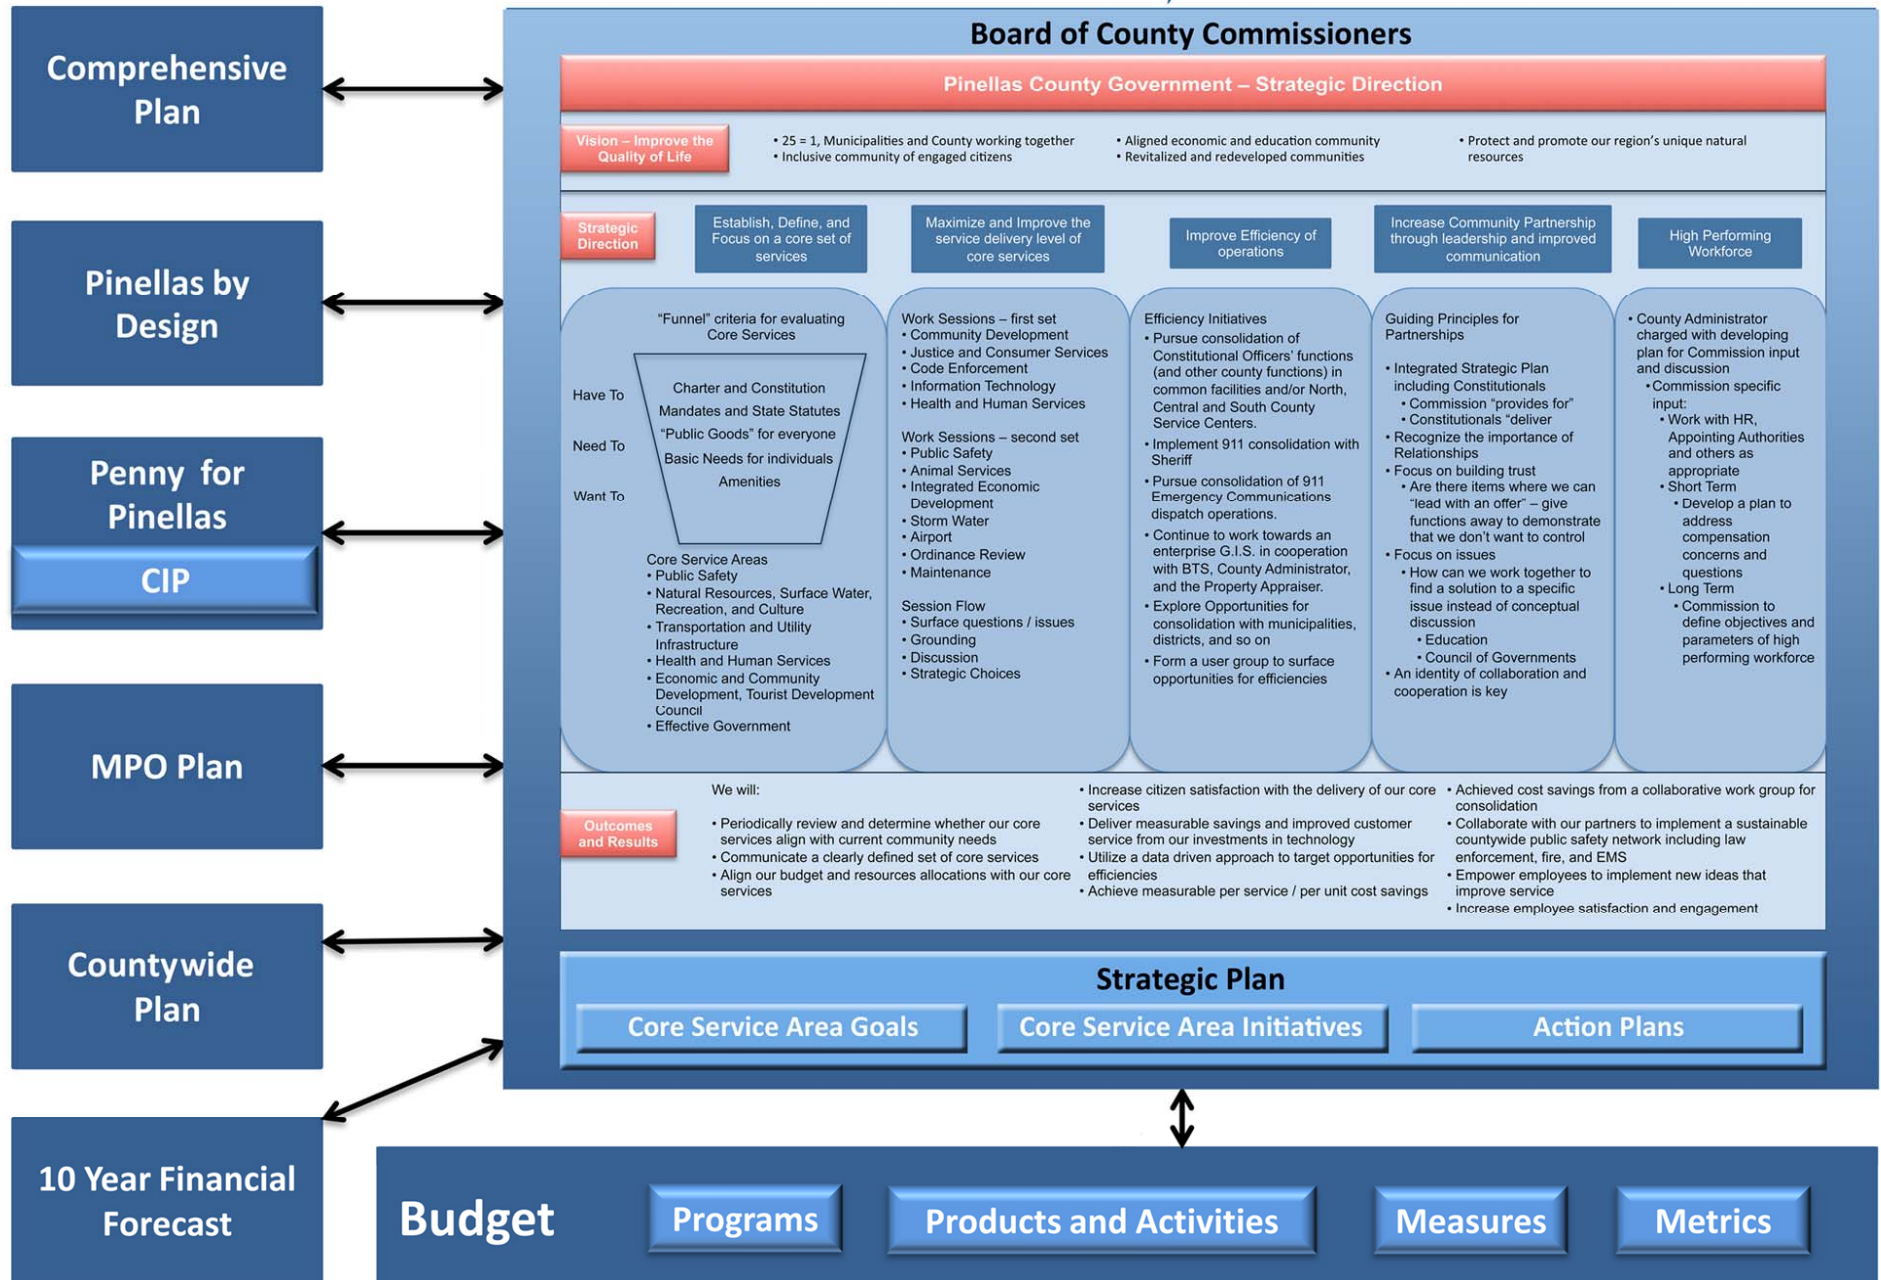 Comprehensive
Plan
Pinellas by
Design
Penny for
Pinellas
CIP
MPO Plan
Countywide
Plan
10 Year Financial
Forecast
Board of County Commissioners
Pinellas County Government – Strategic Direction
Vision – Improve the
Quality of Life
• 25 = 1, Municipalities and County working together
• Inclusive community of engaged citizens
• Aligned economic and education community
• Revitalized and redeveloped communities
• Protect and promote our region's unique natural
resources
Strategic
Direction
Establish, Define, and
Focus on a core set of
services
Maximize and Improve the
service delivery level of
core services
Improve Efficiency of
operations
Increase Community Partnership
through leadership and improved
communication
High Performing
Workforce
"Funnel" criteria for evaluating
Core Services
Have To
Need To
Want To
Charter and Constitution
Mandates and State Statutes
"Public Goods" for everyone
Basic Needs for individuals
Amenities
Core Service Areas
• Public Safety
• Natural Resources, Surface Water,
Recreation, and Culture
• Transportation and Utility
Infrastructure
• Health and Human Services
• Economic and Community
Development, Tourist Development
Council
• Effective Government
Work Sessions – first set
• Community Development
• Justice and Consumer Services
• Code Enforcement
• Information Technology
• Health and Human Services
Work Sessions – second set
• Public Safety
• Animal Services
• Integrated Economic
Development
• Storm Water
• Airport
• Ordinance Review
• Maintenance
Session Flow
• Surface questions / issues
• Grounding
• Discussion
• Strategic Choices
Efficiency Initiatives
• Pursue consolidation of
Constitutional Officers' functions
(and other county functions) in
common facilities and/or North,
Central and South County
Service Centers.
• Implement 911 consolidation with
Sheriff
• Pursue consolidation of 911
Emergency Communications
dispatch operations.
• Continue to work towards an
enterprise G.I.S. in cooperation
with BTS, County Administrator,
and the Property Appraiser.
• Explore Opportunities for
consolidation with municipalities,
districts, and so on
• Form a user group to surface
opportunities for efficiencies
Guiding Principles for
Partnerships
• Integrated Strategic Plan
including Constitutionals
• Commission "provides for"
• Constitutionals "deliver
• Recognize the importance of
Relationships
• Focus on building trust
• Are there items where we can
"lead with an offer" – give
functions away to demonstrate
that we don't want to control
• Focus on issues
• How can we work together to
find a solution to a specific
issue instead of conceptual
discussion
• Education
• Council of Governments
• An identity of collaboration and
cooperation is key
• County Administrator
charged with developing
plan for Commission input
and discussion
• Commission specific
input:
• Work with HR,
Appointing Authorities
and others as
appropriate
• Short Term
• Develop a plan to
address
compensation
concerns and
questions
• Long Term
• Commission to
define objectives and
parameters of high
performing workforce
Outcomes
and Results
We will:
• Periodically review and determine whether our core
services align with current community needs
• Communicate a clearly defined set of core services
• Align our budget and resources allocations with our core
services
• Increase citizen satisfaction with the delivery of our core
services
• Deliver measurable savings and improved customer
service from our investments in technology
• Utilize a data driven approach to target opportunities for
efficiencies
• Achieve measurable per service / per unit cost savings
• Achieved cost savings from a collaborative work group for
consolidation
• Collaborate with our partners to implement a sustainable
countywide public safety network including law
enforcement, fire, and EMS
• Empower employees to implement new ideas that
improve service
• Increase employee satisfaction and engagement
Strategic Plan
Core Service Area Goals
Core Service Area Initiatives
Action Plans
Budget
Programs
Products and Activities
Measures
Metrics